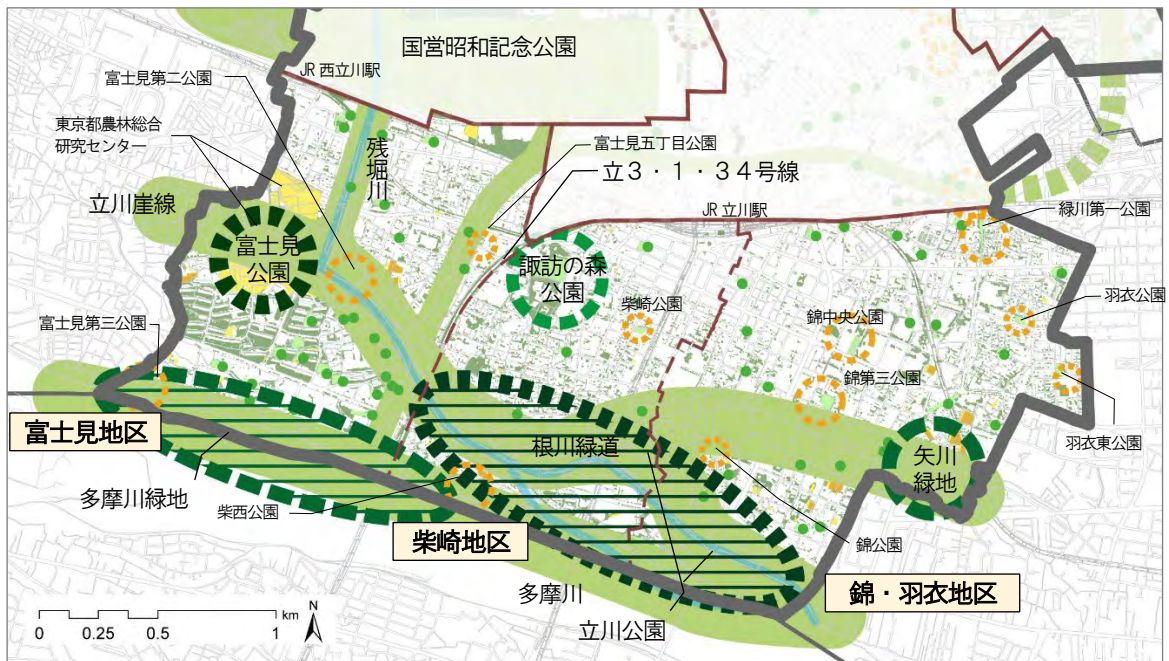 国営昭和記念公園
JR 西立川駅
富士見第二公園
東京都農林総合
研究センター
残堀川
富士見五丁目公園
立3・1・34号線
立川崖線
JR 立川駅
緑川第一公園
富士見
公園
諏訪の森
公園
柴崎公園
錦中央公園
羽衣公園
富士見第三公園
錦第三公園
富士見地区
根川緑道
矢川
緑地
羽衣東公園
多摩川緑地
柴西公園
柴崎地区
錦公園
多摩川
錦・羽衣地区
立川公園
km
N
0 0.25 0.5 1